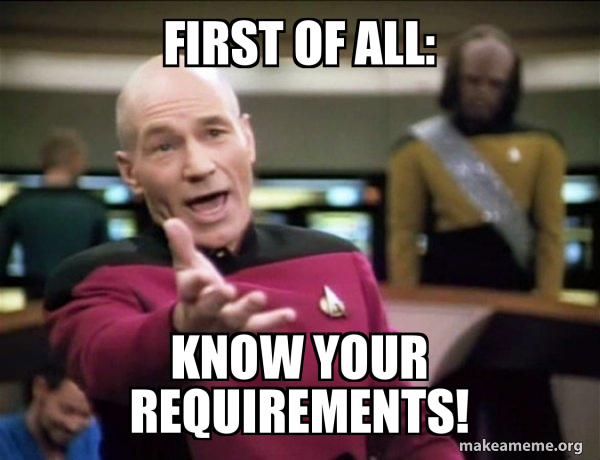 FIRST OF ALL:
KNOW YOUR
REQUIREMENTS!
makeameme.org